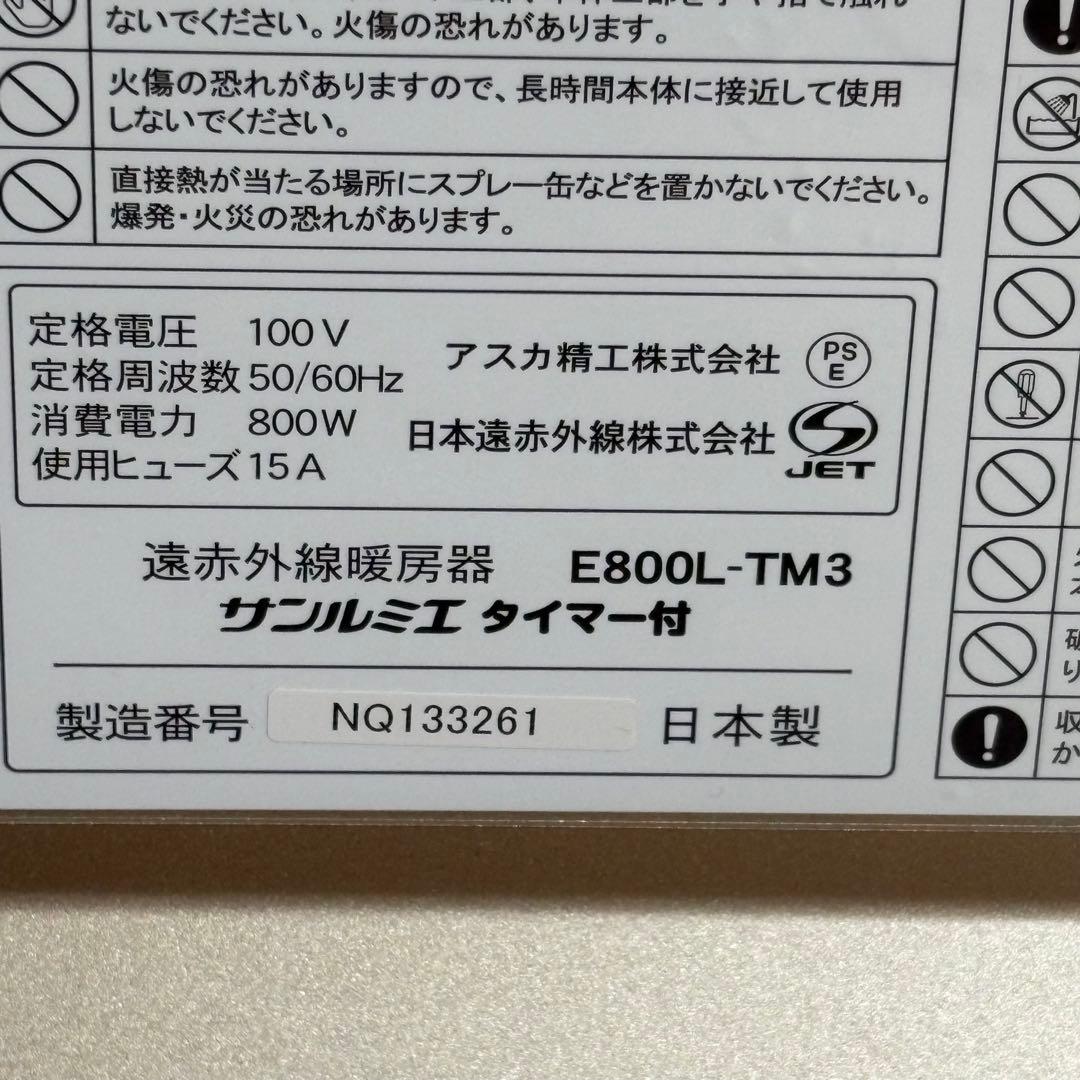 ないでください。火傷の恐れがあります。
火傷の恐れがありますので、長時間本体に接近して使用
しないでください。
直接熱が当たる場所にスプレー缶などを置かないでください。
爆発・火災の恐れがあります。
定格電圧 100V
定格周波数 50/60Hz
消費電力 800W
使用ヒューズ 15A
アスカ精工株式会社
PS
E
日本遠赤外線株式会社
JET
遠赤外線暖房器 E800L-TM3
サンルミエ タイマー付
製造番号 NQ133261 日本製
破
り
収
か